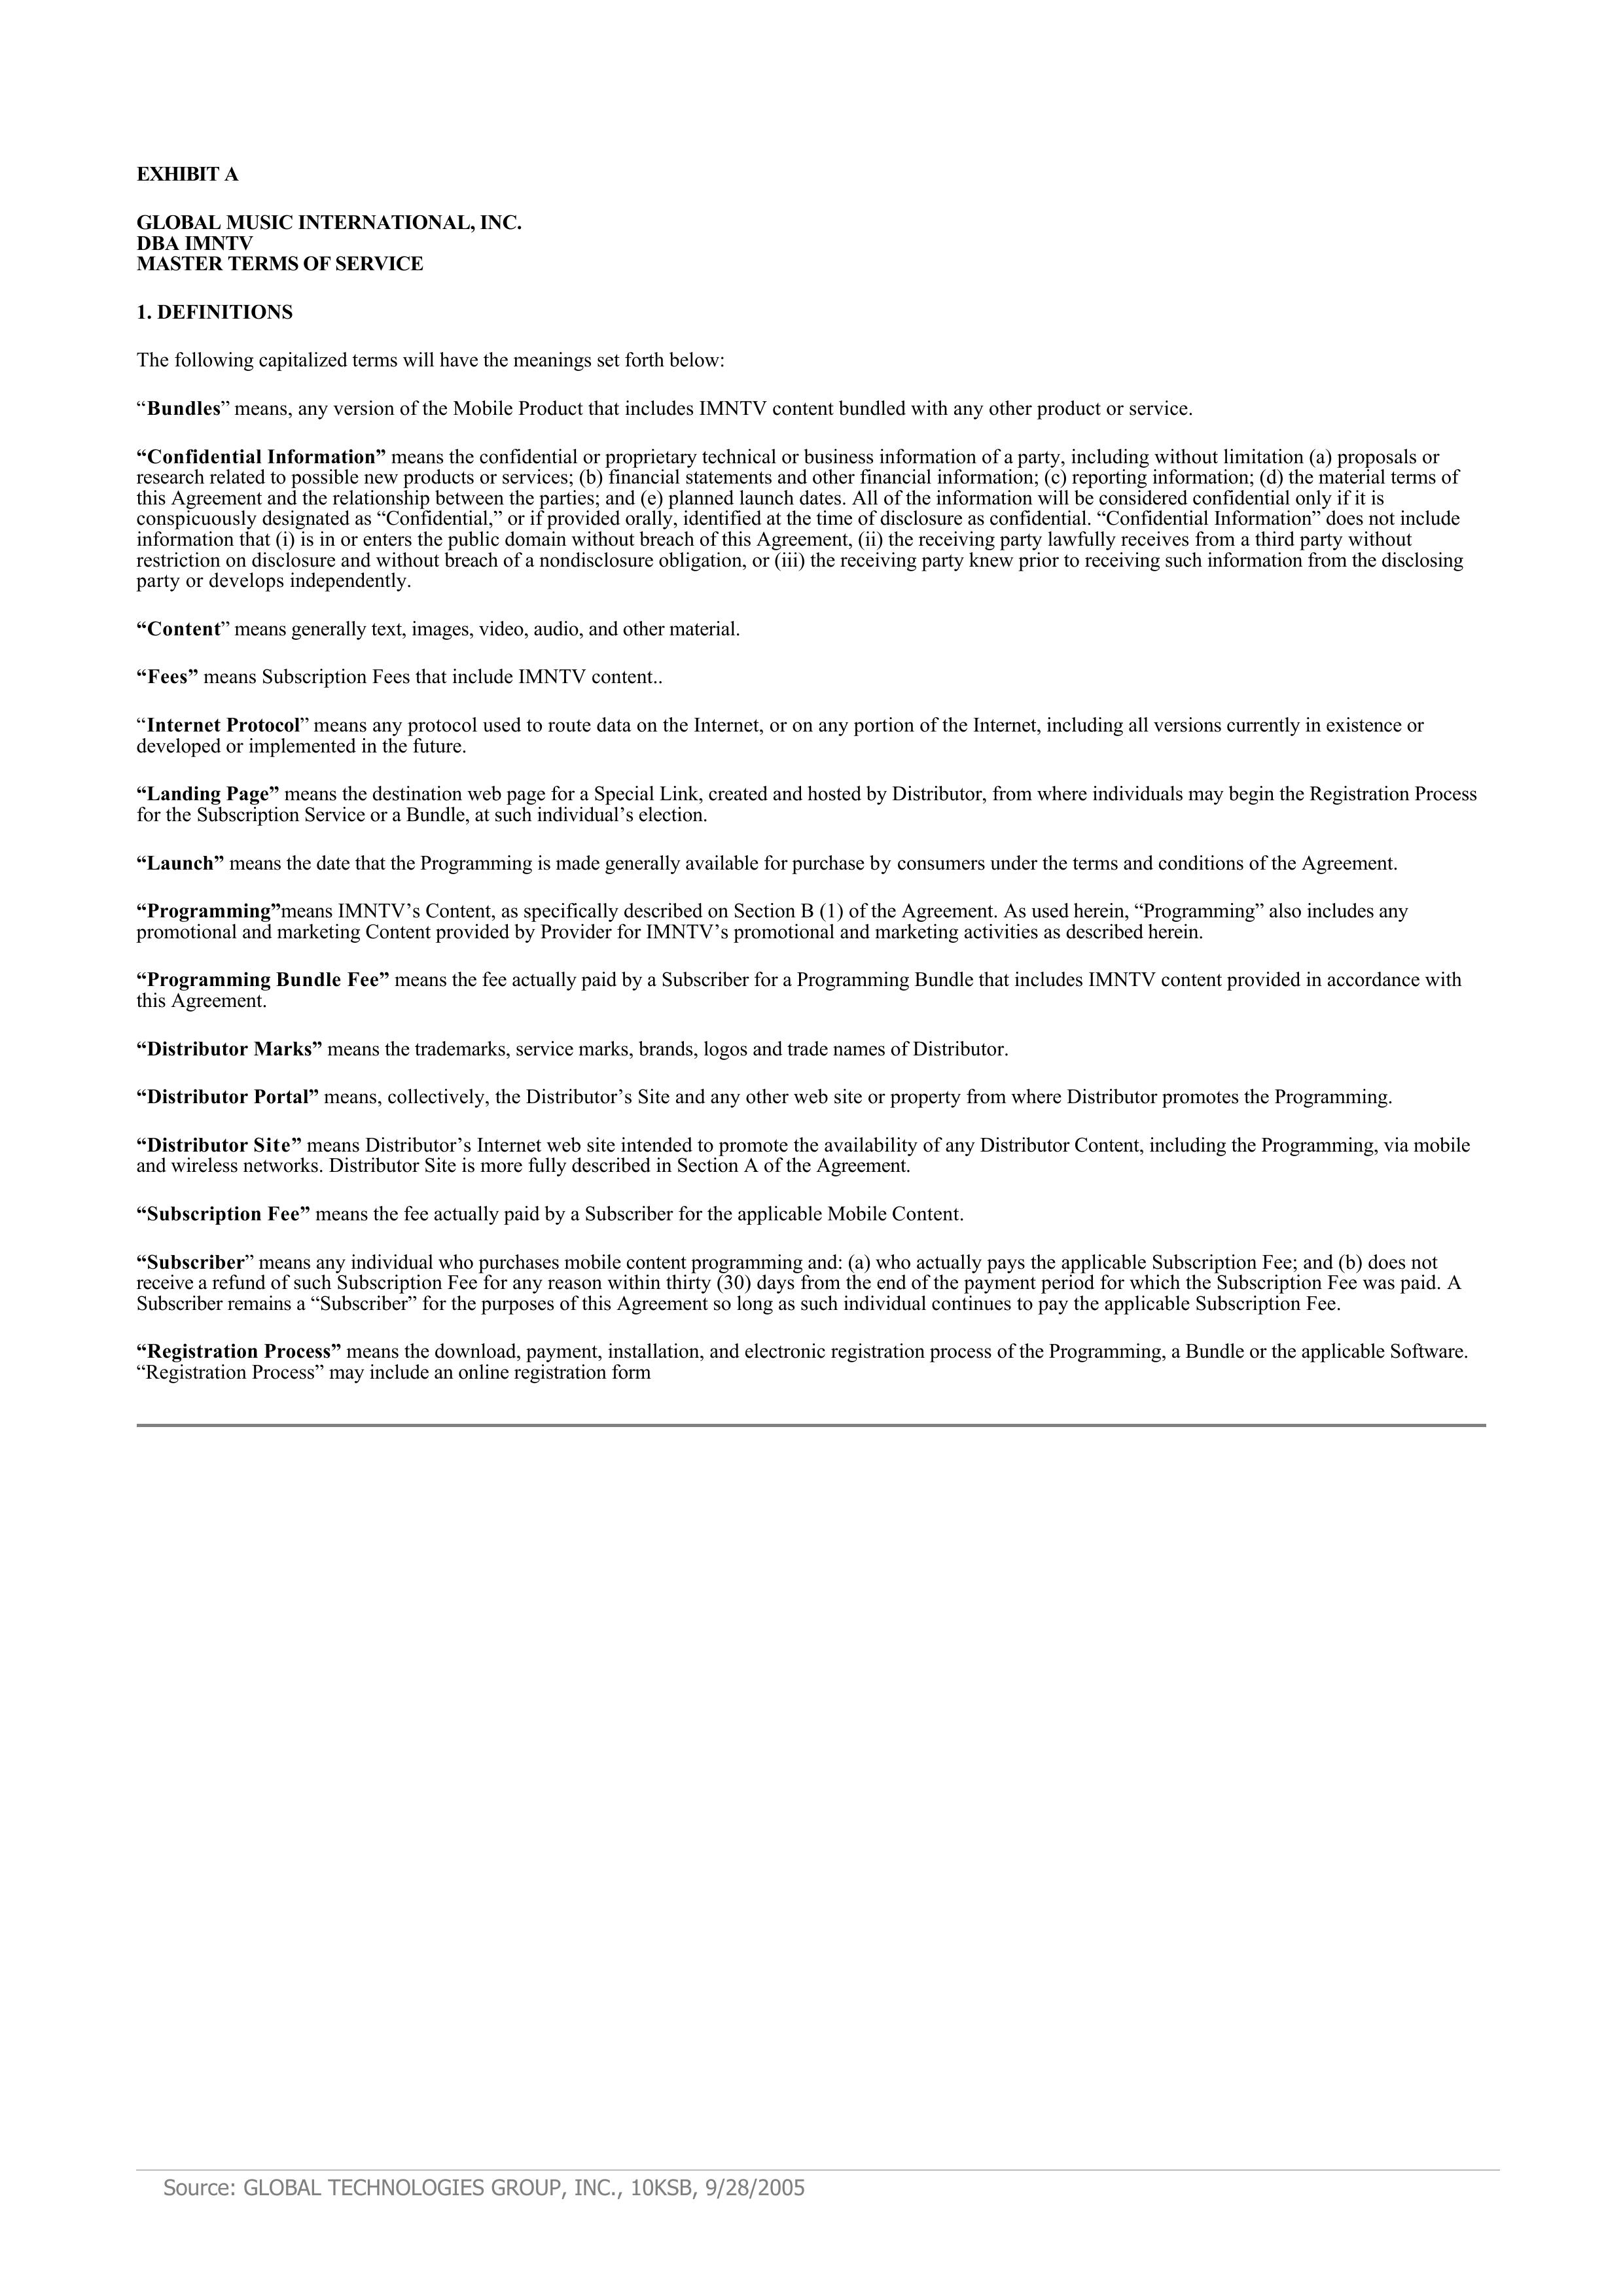 EXHIBIT A
GLOBAL MUSIC INTERNATIONAL, INC.
DBA IMNTV
MASTER TERMS OF SERVICE
1. DEFINITIONS
The following capitalized terms will have the meanings set forth below:
“Bundles” means, any version of the Mobile Product that includes IMNTV content bundled with any other product or service.
“Confidential Information” means the confidential or proprietary technical or business information of a party, including without limitation (a) proposals or
research related to possible new products or services; (b) financial statements and other financial information; (c) reporting information; (d) the material terms of
this Agreement and the relationship between the parties; and (e) planned launch dates. All of the information will be considered confidential only if it is
conspicuously designated as “Confidential,” or if provided orally, identified at the time of disclosure as confidential. “Confidential Information” does not include
information that (i) is in or enters the public domain without breach of this Agreement, (ii) the receiving party lawfully receives from a third party without
restriction on disclosure and without breach of a nondisclosure obligation, or (iii) the receiving party knew prior to receiving such information from the disclosing
party or develops independently.
“Content” means generally text, images, video, audio, and other material.
“Fees” means Subscription Fees that include IMNTV content..
“Internet Protocol” means any protocol used to route data on the Internet, or on any portion of the Internet, including all versions currently in existence or
developed or implemented in the future.
“Landing Page” means the destination web page for a Special Link, created and hosted by Distributor, from where individuals may begin the Registration Process
for the Subscription Service or a Bundle, at such individual’s election.
“Launch” means the date that the Programming is made generally available for purchase by consumers under the terms and conditions of the Agreement.
“Programming”means IMNTV’s Content, as specifically described on Section B (1) of the Agreement. As used herein, “Programming” also includes any
promotional and marketing Content provided by Provider for IMNTV’s promotional and marketing activities as described herein.
“Programming Bundle Fee” means the fee actually paid by a Subscriber for a Programming Bundle that includes IMNTV content provided in accordance with
this Agreement.
“Distributor Marks” means the trademarks, service marks, brands, logos and trade names of Distributor.
“Distributor Portal” means, collectively, the Distributor’s Site and any other web site or property from where Distributor promotes the Programming.
“Distributor Site” means Distributor’s Internet web site intended to promote the availability of any Distributor Content, including the Programming, via mobile
and wireless networks. Distributor Site is more fully described in Section A of the Agreement.
“Subscription Fee” means the fee actually paid by a Subscriber for the applicable Mobile Content.
“Subscriber” means any individual who purchases mobile content programming and: (a) who actually pays the applicable Subscription Fee; and (b) does not
receive a refund of such Subscription Fee for any reason within thirty (30) days from the end of the payment period for which the Subscription Fee was paid. A
Subscriber remains a “Subscriber” for the purposes of this Agreement so long as such individual continues to pay the applicable Subscription Fee.
“Registration Process” means the download, payment, installation, and electronic registration process of the Programming, a Bundle or the applicable Software.
“Registration Process” may include an online registration form
Source: GLOBAL TECHNOLOGIES GROUP, INC., 10KSB, 9/28/2005